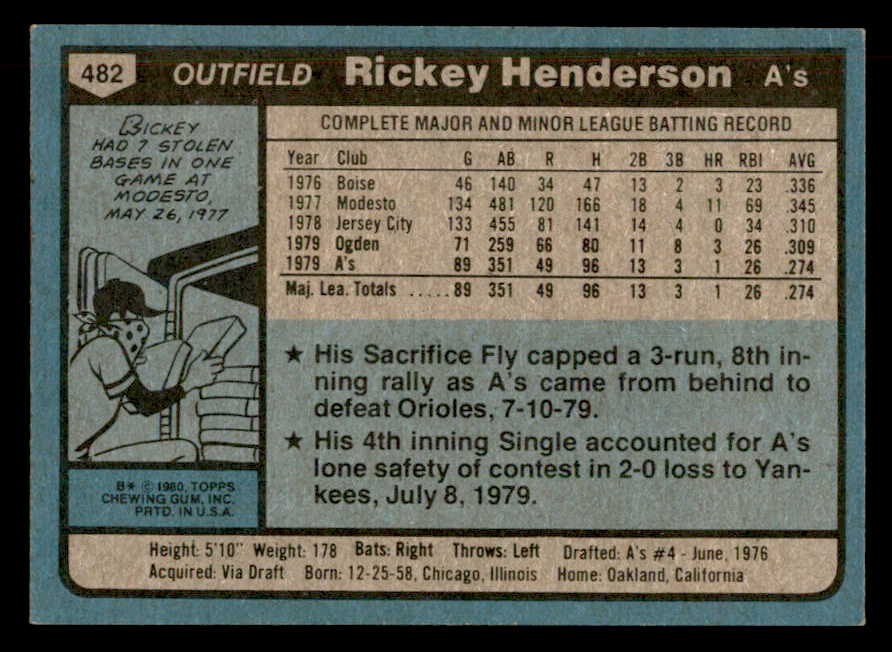 482 OUTFIELD Rickey Henderson A's
RICKEY
HAD 7 STOLEN
BASES IN ONE
GAME AT
MODESTO,
MAY 26, 1977
COMPLETE MAJOR AND MINOR LEAGUE BATTING RECORD
Year Club G AB R H 2B 3B HR RBI AVG
1976 Boise 46 140 34 47 13 2 3 23 .336
1977 Modesto 134 481 120 166 18 4 11 69 .345
1978 Jersey City 133 455 81 141 14 4 0 34 .310
1979 Ogden 71 259 66 80 11 8 3 26 .309
1979 A's 89 351 49 96 13 3 1 26 .274
Maj. Lea. Totals ..... 89 351 49 96 13 3 1 26 .274
★ His Sacrifice Fly capped a 3-run, 8th in-
ning rally as A's came from behind to
defeat Orioles, 7-10-79.
★ His 4th inning Single accounted for A's
lone safety of contest in 2-0 loss to Yan-
kees, July 8, 1979.
B* © 1980, TOPPS
CHEWING GUM, INC.
PRTD. IN U.S.A.
Height: 5'10" Weight: 178 Bats: Right Throws: Left Drafted: A's #4 - June, 1976
Acquired: Via Draft Born: 12-25-58, Chicago, Illinois Home: Oakland, California